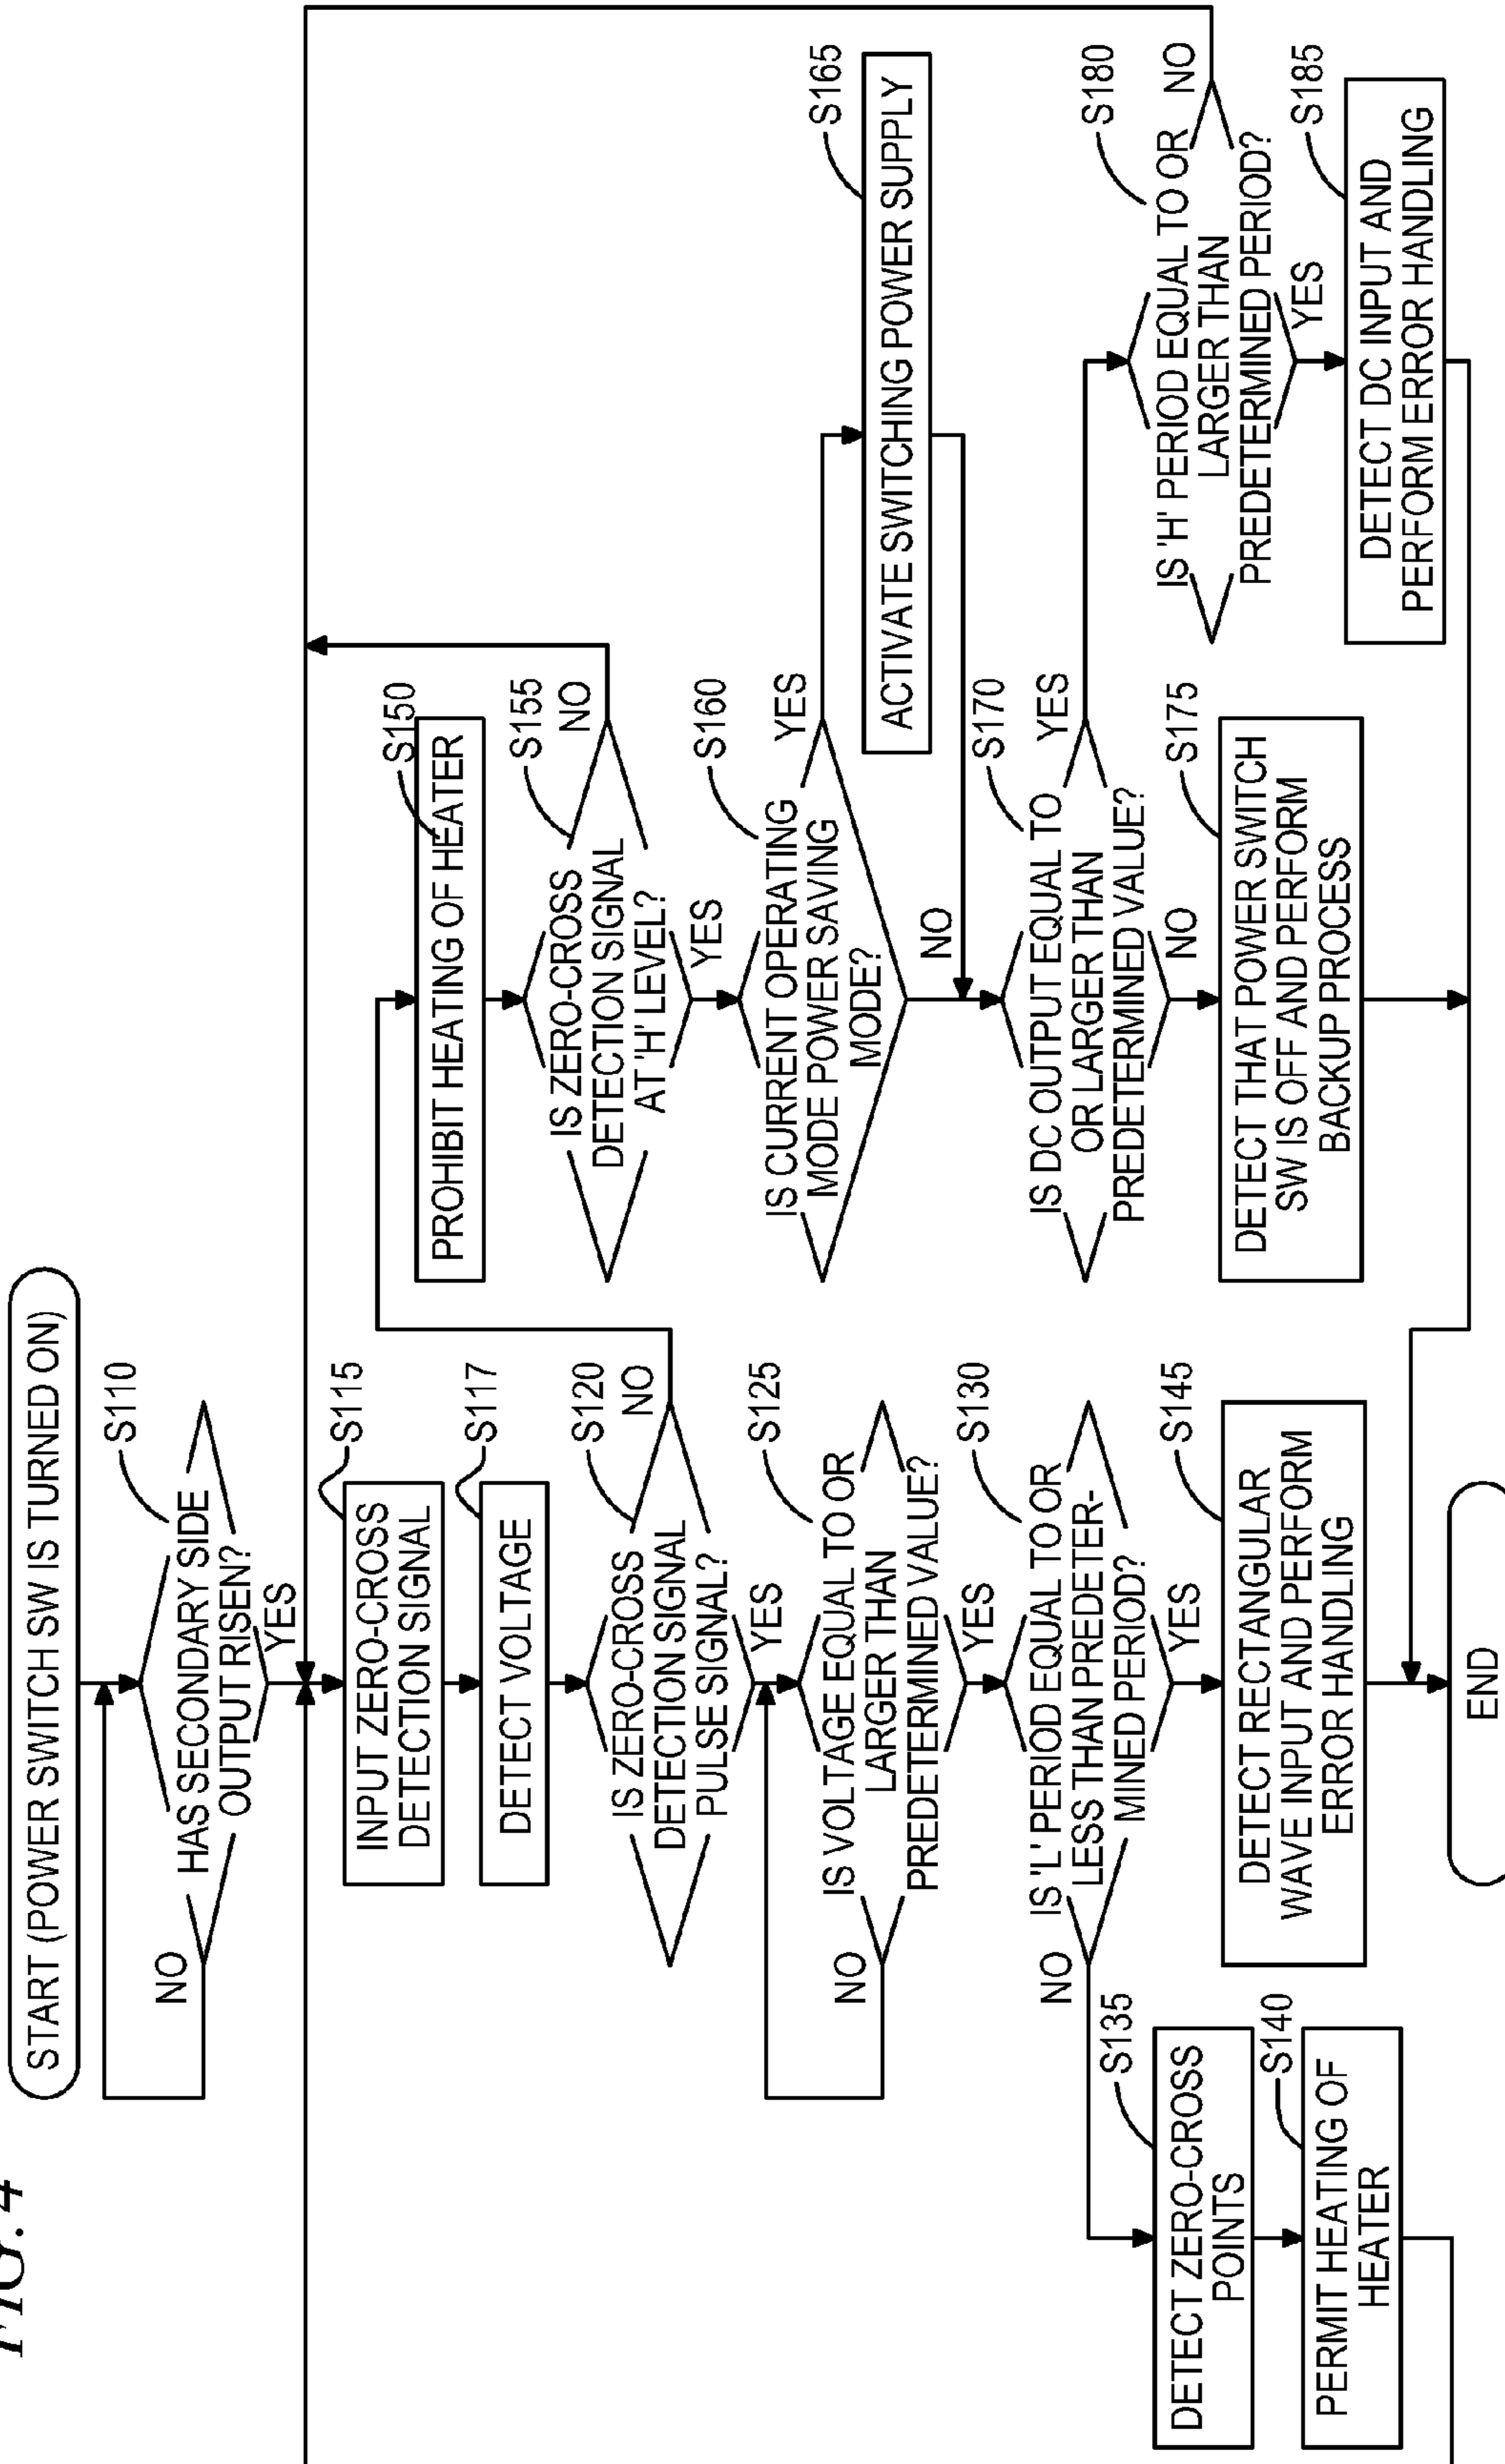 FIG. 4
START (POWER SWITCH SW IS TURNED ON)
S110
HAS SECONDARY SIDE
OUTPUT RISEN?
NO
YES
S115
INPUT ZERO-CROSS
DETECTION SIGNAL
S117
DETECT VOLTAGE
S120
IS ZERO-CROSS
DETECTION SIGNAL
PULSE SIGNAL?
NO
YES
S125
IS VOLTAGE EQUAL TO OR
LARGER THAN
PREDETERMINED VALUE?
NO
YES
S130
IS 'L' PERIOD EQUAL TO OR
LESS THAN PREDETER-
MINED PERIOD?
NO
YES
S135
DETECT ZERO-CROSS
POINTS
S140
PERMIT HEATING OF
HEATER
S145
DETECT RECTANGULAR
WAVE INPUT AND PERFORM
ERROR HANDLING
S150
PROHIBIT HEATING OF HEATER
S155
IS ZERO-CROSS
DETECTION SIGNAL
AT 'H' LEVEL?
NO
YES
S160
IS CURRENT OPERATING
MODE POWER SAVING
MODE?
YES
NO
S165
ACTIVATE SWITCHING POWER SUPPLY
S170
IS DC OUTPUT EQUAL TO
OR LARGER THAN
PREDETERMINED VALUE?
YES
NO
S175
DETECT THAT POWER SWITCH
SW IS OFF AND PERFORM
BACKUP PROCESS
S180
IS 'H' PERIOD EQUAL TO OR
LARGER THAN
PREDETERMINED PERIOD?
NO
YES
S185
DETECT DC INPUT AND
PERFORM ERROR HANDLING
END